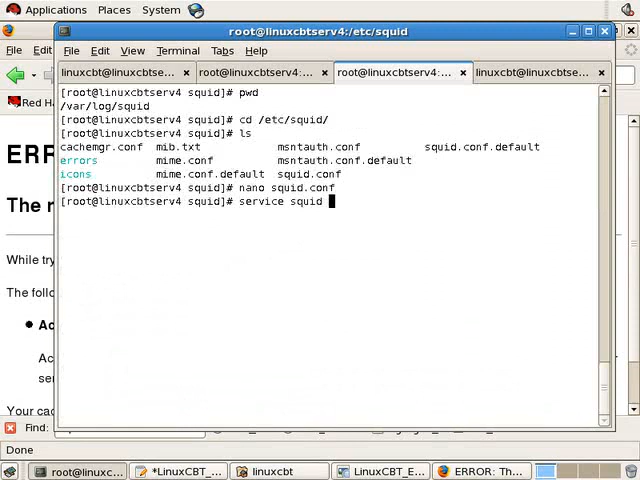 Applications Places System
root@linuxcbtserv4:/etc/squid
File Edit View Terminal Tabs Help
File
linuxcbt@linuxcbtse... root@linuxcbtserv4:... root@linuxcbtserv4:... linuxcbt@linuxcbtse...
[root@linuxcbtserv4 squid]# pwd
/var/log/squid
[root@linuxcbtserv4 squid]# cd /etc/squid/
[root@linuxcbtserv4 squid]# ls
cachemgr.conf mib.txt msntauth.conf squid.conf.default
errors mime.conf msntauth.conf.default
icons mime.conf.default squid.conf
[root@linuxcbtserv4 squid]# nano squid.conf
[root@linuxcbtserv4 squid]# service squid
Red Ha
ERR
The r
While try
The follo
Ac
Ac
ser
Your cac
Find:
Done
root@linuxc... *LinuxCBT_... linuxcbt LinuxCBT_E... ERROR: Th...